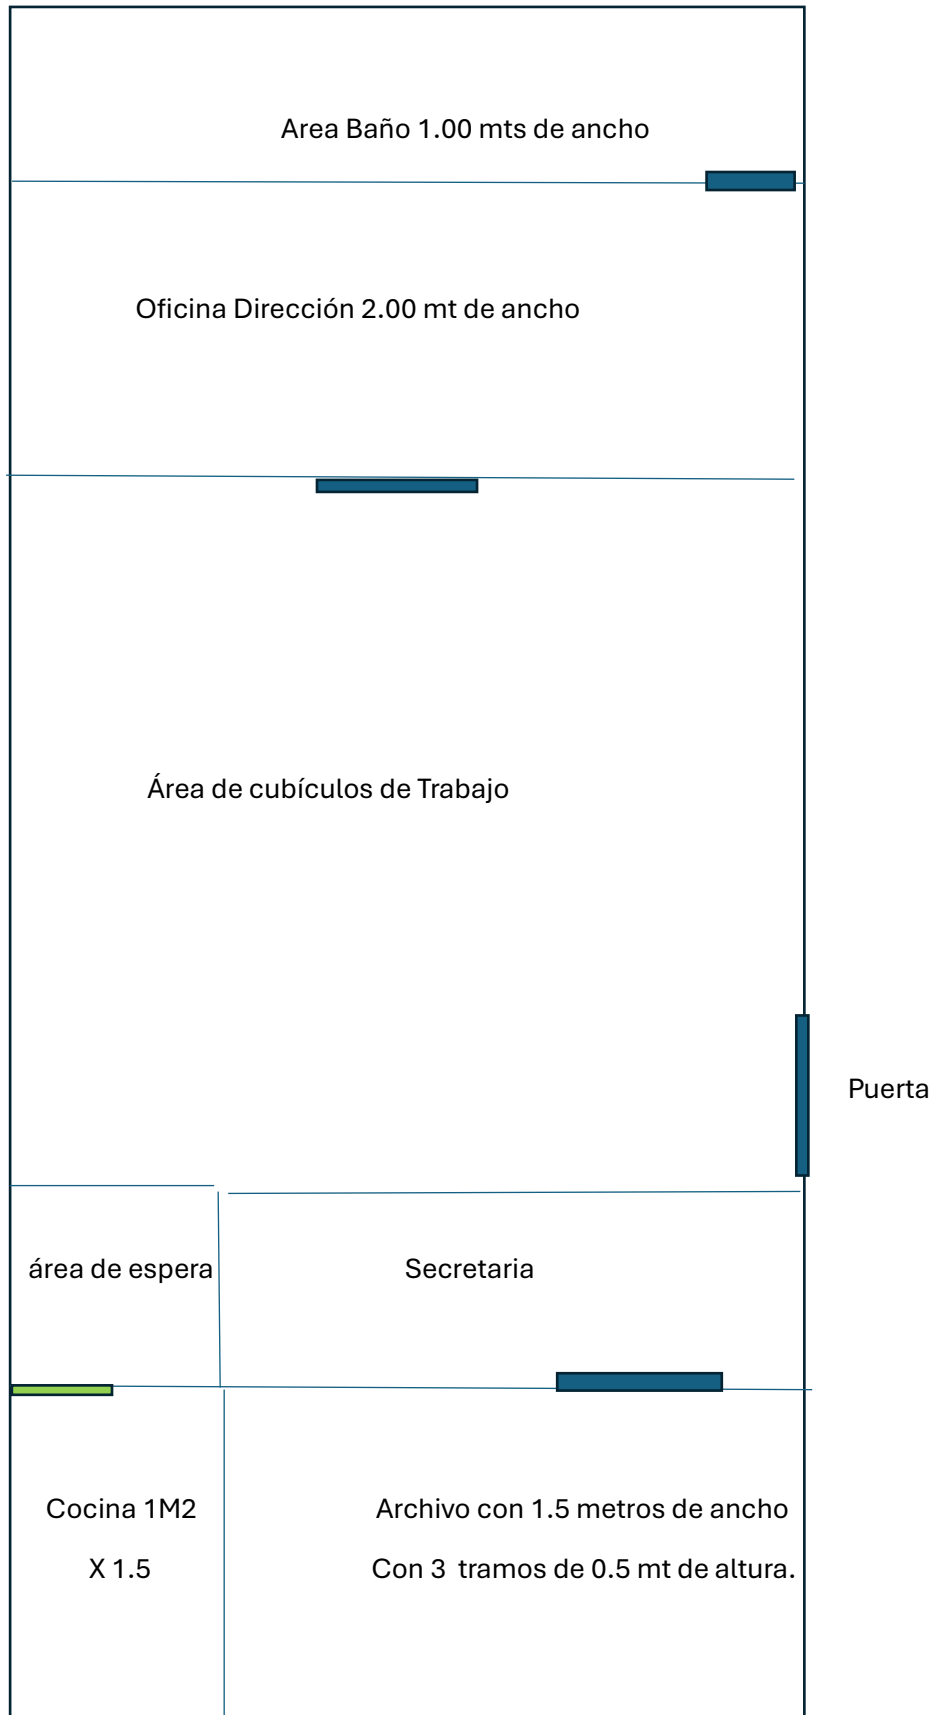 Area Baño 1.00 mts de ancho
Oficina Dirección 2.00 mt de ancho
Área de cubículos de Trabajo
Puerta
área de espera
Secretaria
Cocina 1M2
X 1.5
Archivo con 1.5 metros de ancho
Con 3 tramos de 0.5 mt de altura.